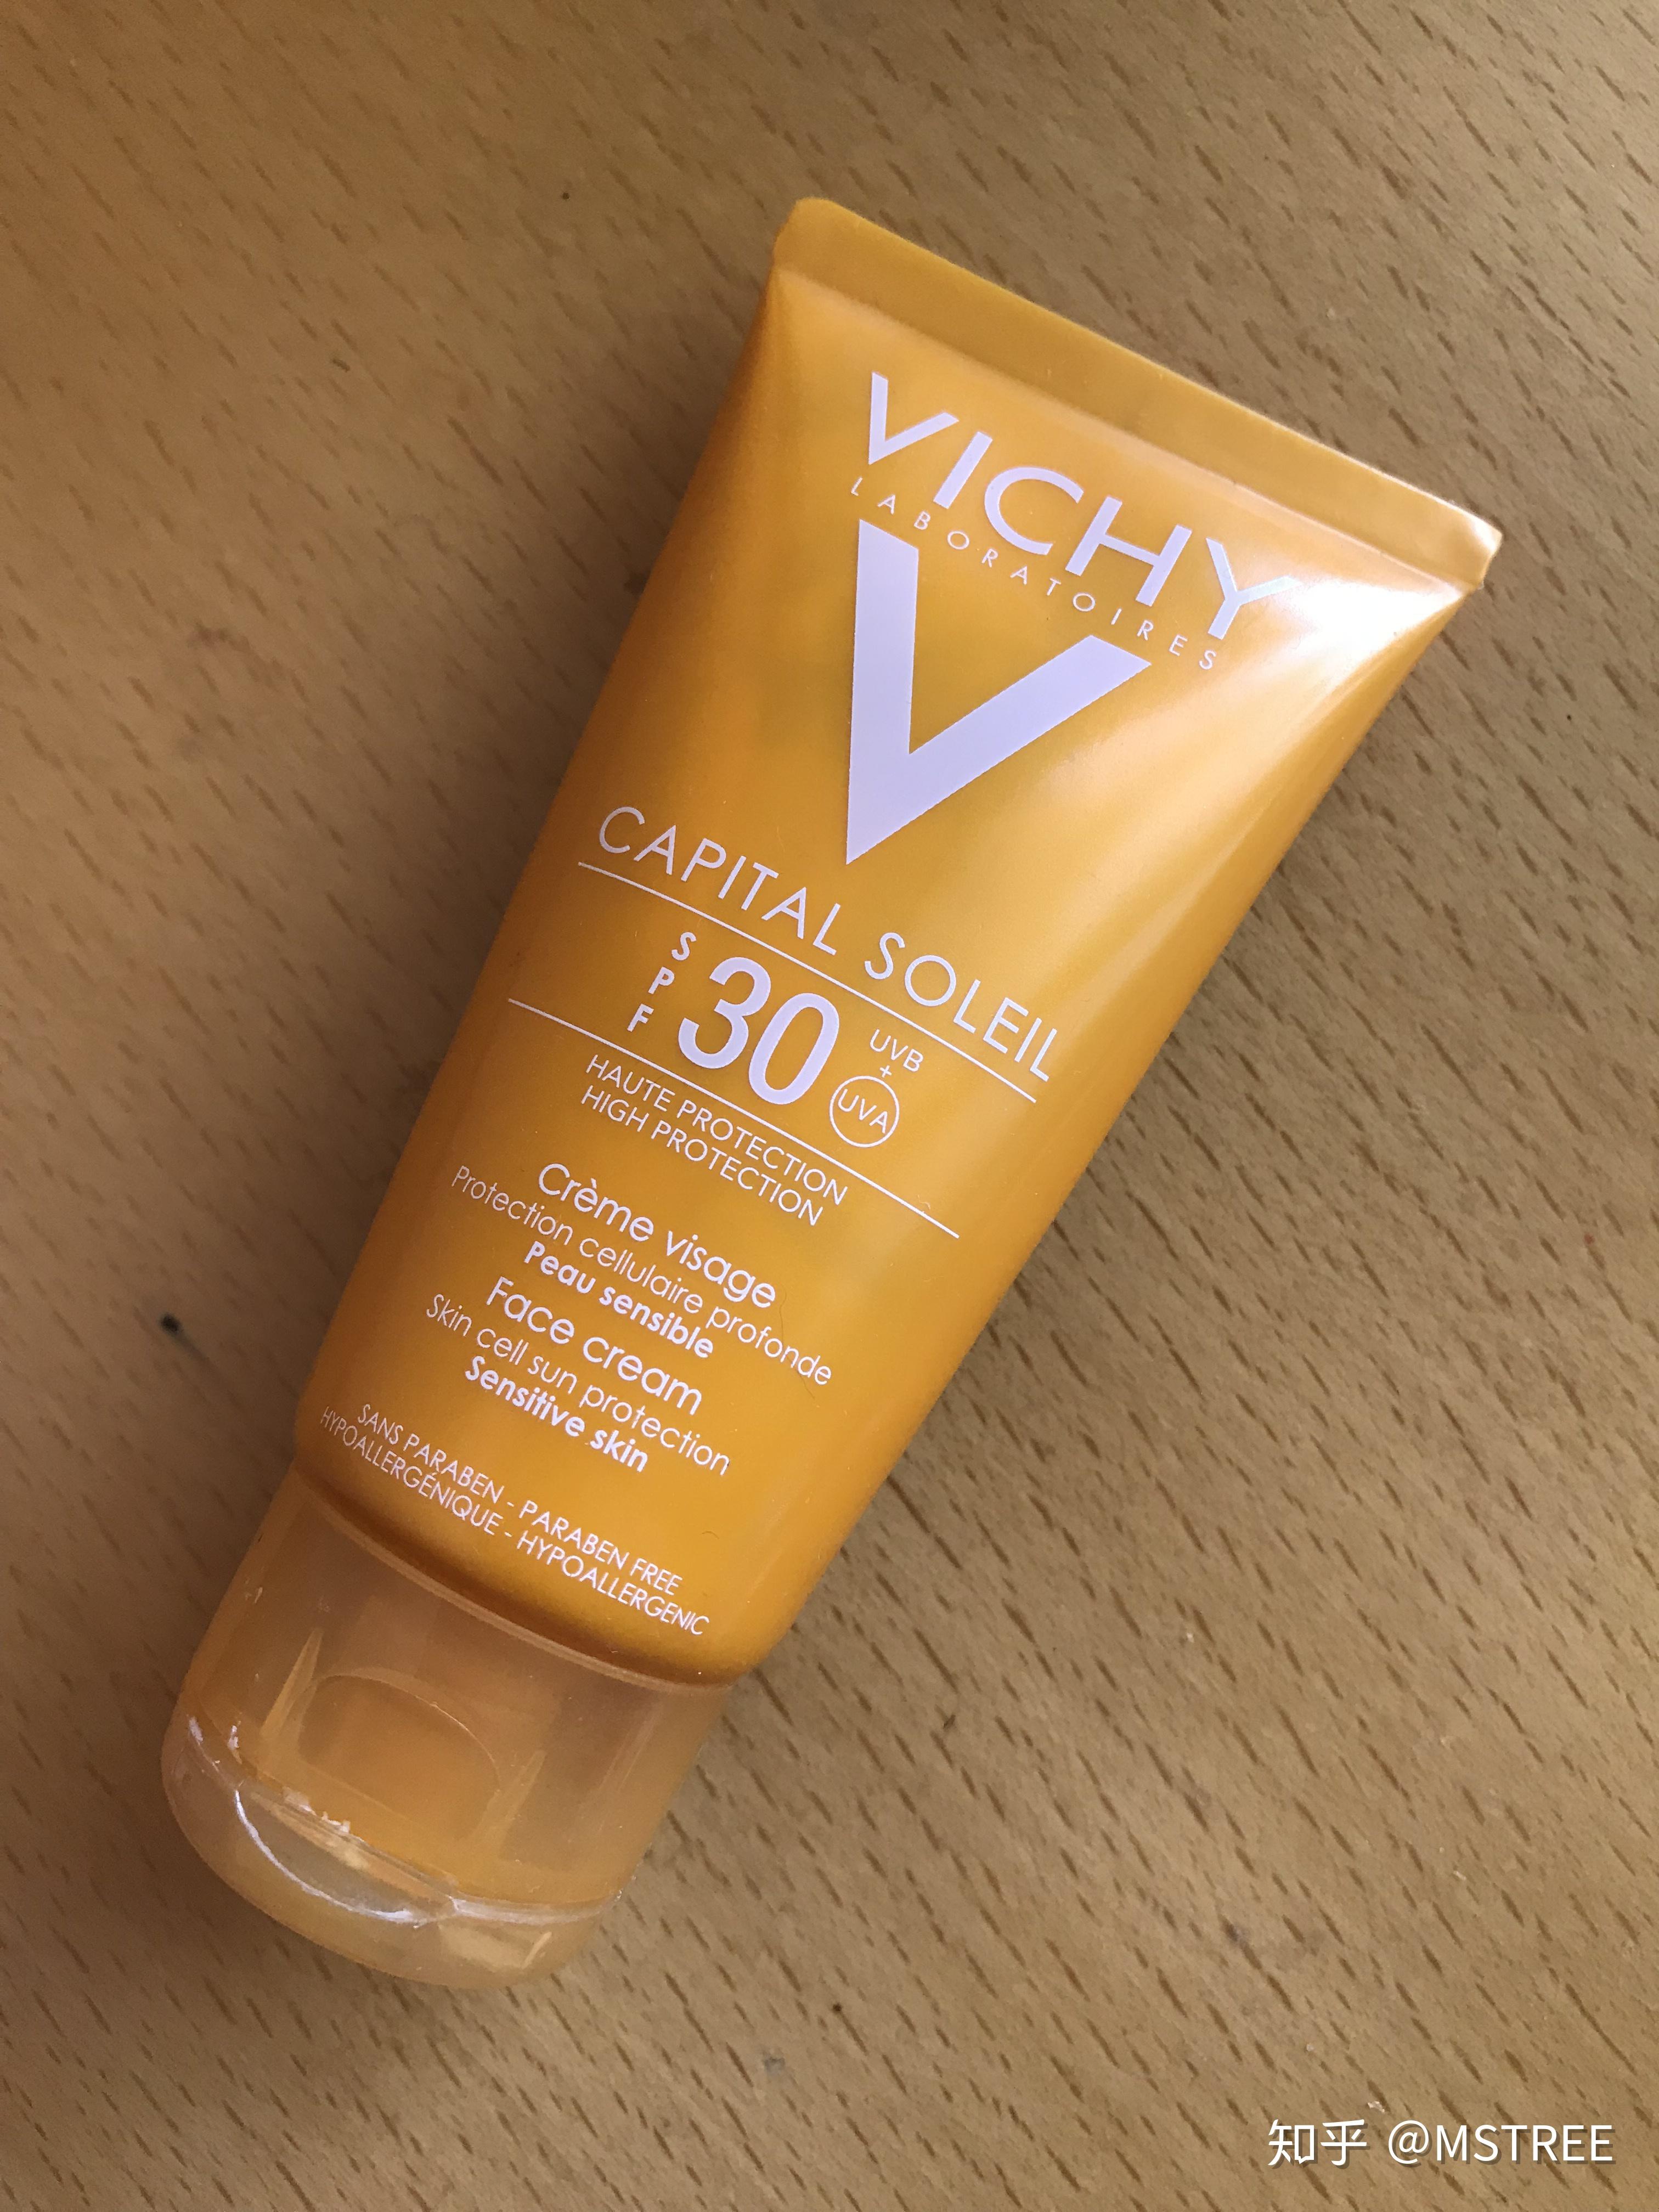 VICHY
LABORATOIRES
V
CAPITAL SOLEIL
SPF 30 UVB + UVA
HAUTE PROTECTION
HIGH PROTECTION
Crème visage
Protection cellulaire profonde
Peau sensible
Face cream
Skin cell sun protection
Sensitive skin
SANS PARABEN - PARABEN FREE
HYPOALLERGÉNIQUE - HYPOALLERGENIC
知乎 @MSTREE